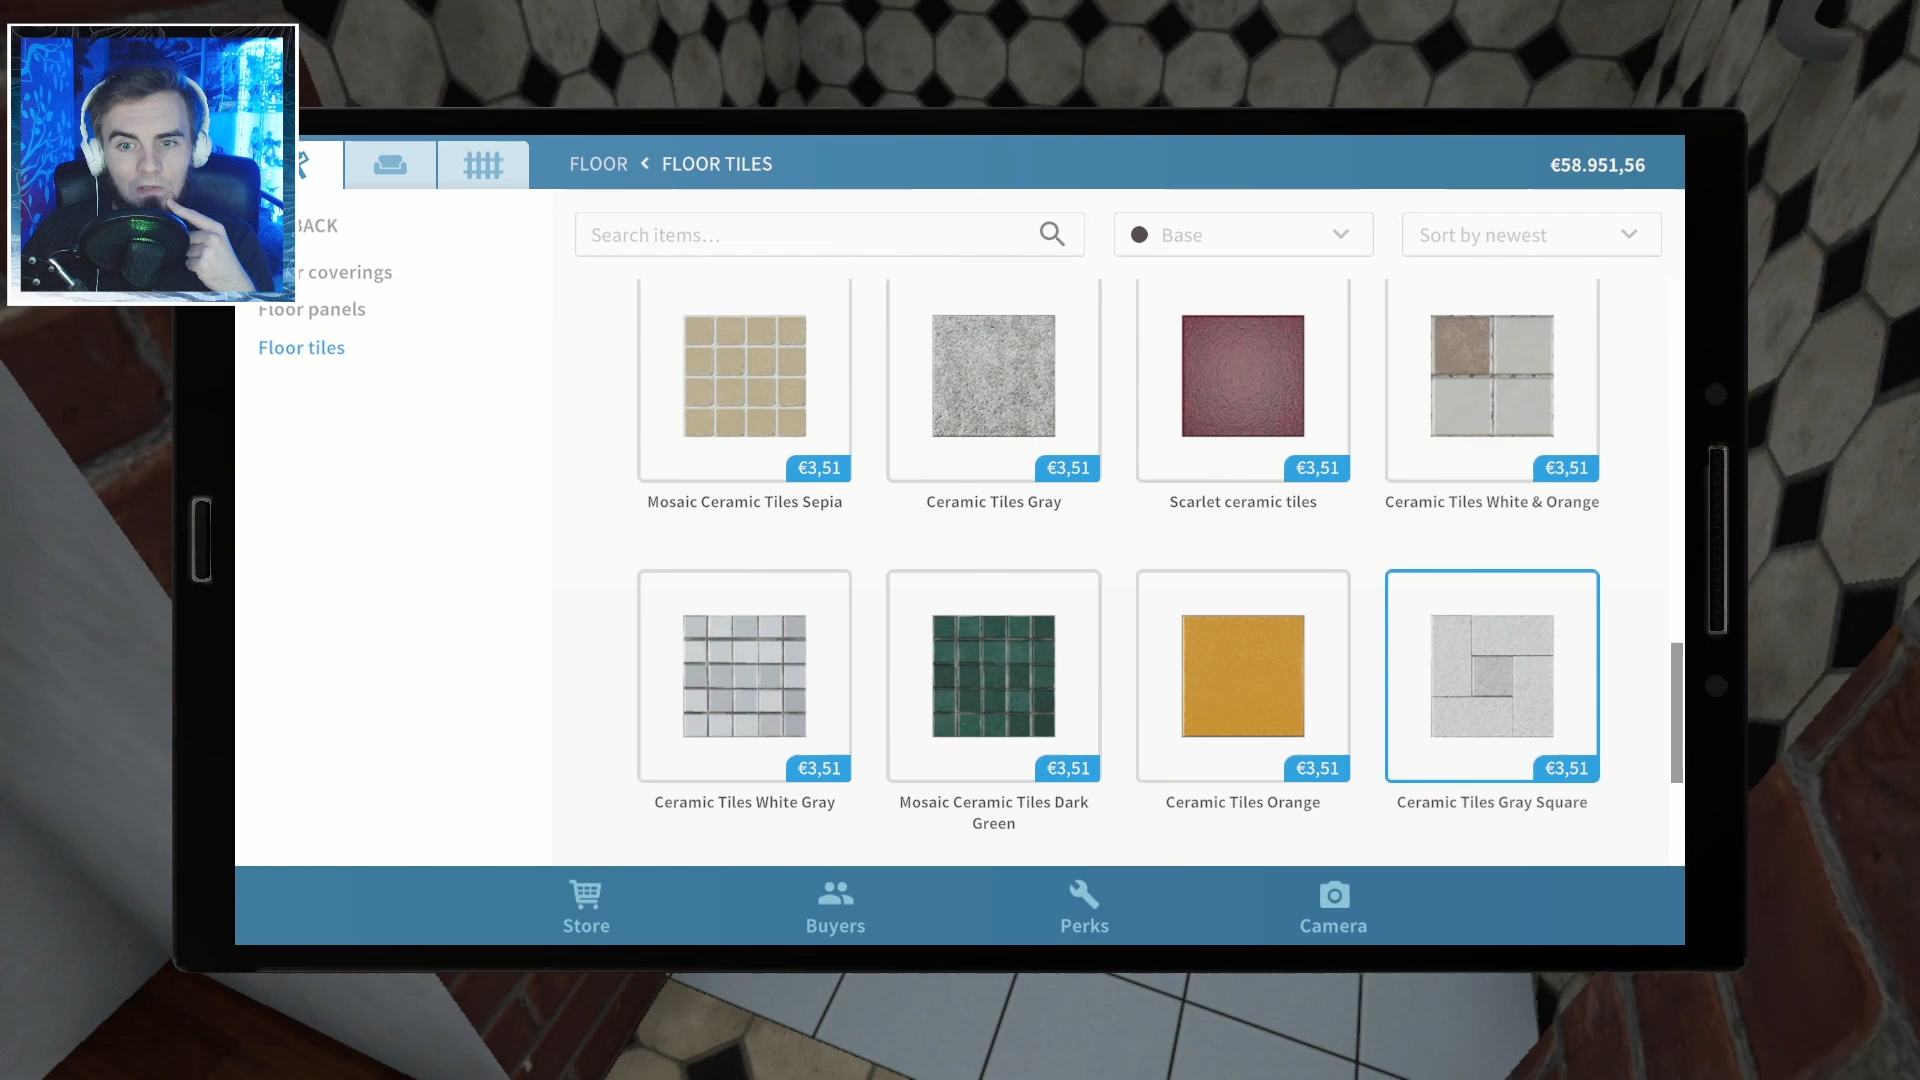 FLOOR < FLOOR TILES
€58.951,56
BACK
r coverings
Floor panels
Floor tiles
Search items...
Base
Sort by newest
€3,51
€3,51
€3,51
€3,51
Mosaic Ceramic Tiles Sepia
Ceramic Tiles Gray
Scarlet ceramic tiles
Ceramic Tiles White & Orange
€3,51
€3,51
€3,51
€3,51
Ceramic Tiles White Gray
Mosaic Ceramic Tiles Dark
Green
Ceramic Tiles Orange
Ceramic Tiles Gray Square
Store
Buyers
Perks
Camera